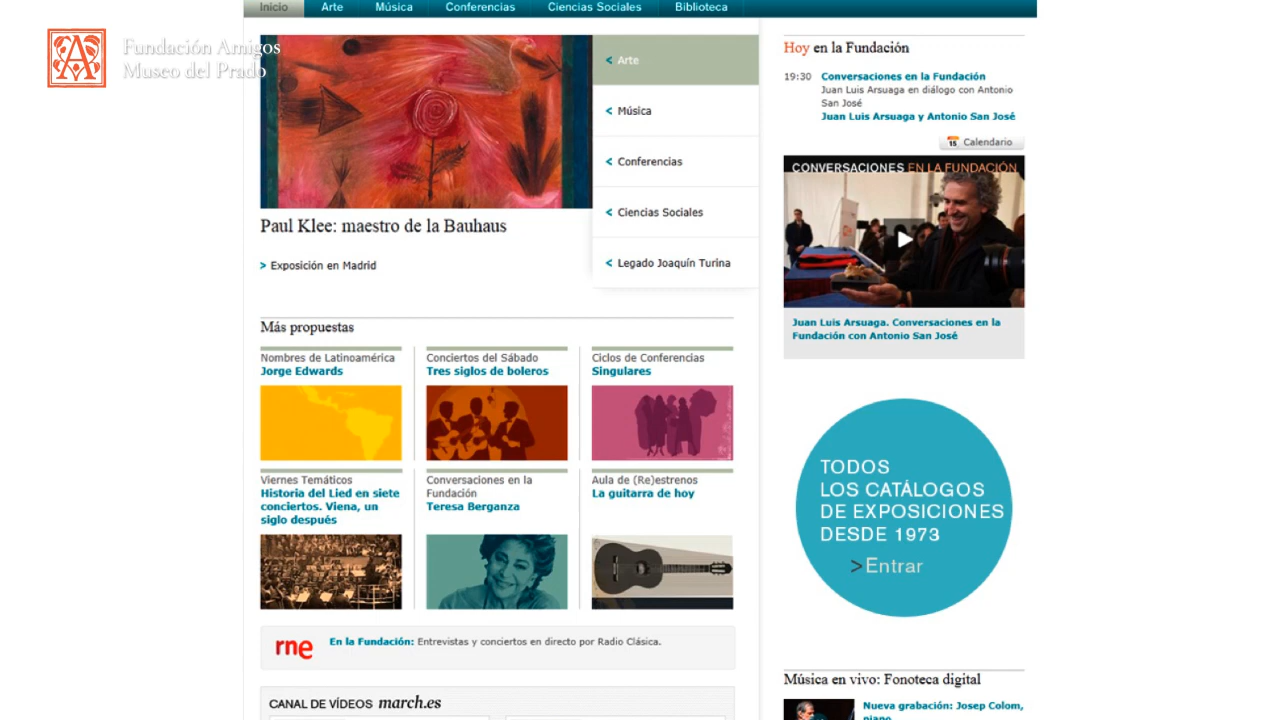 Inicio Arte Música Conferencias Ciencias Sociales Biblioteca
Fundación Amigos
Museo del Prado
< Arte
< Música
< Conferencias
< Ciencias Sociales
< Legado Joaquín Turina
Paul Klee: maestro de la Bauhaus
> Exposición en Madrid
Más propuestas
Nombres de Latinoamérica
Jorge Edwards
Conciertos del Sábado
Tres siglos de boleros
Ciclos de Conferencias
Singulares
Viernes Temáticos
Historia del Lied en siete
conciertos. Viena, un
siglo después
Conversaciones en la
Fundación
Teresa Berganza
Aula de (Re)estrenos
La guitarra de hoy
rne
En la Fundación: Entrevistas y conciertos en directo por Radio Clásica.
CANAL DE VÍDEOS march.es
Hoy en la Fundación
19:30 Conversaciones en la Fundación
Juan Luis Arsuaga en diálogo con Antonio
San José
Juan Luis Arsuaga y Antonio San José
15 Calendario
CONVERSACIONES EN LA FUNDACIÓN
Juan Luis Arsuaga. Conversaciones en la
Fundación con Antonio San José
TODOS
LOS CATÁLOGOS
DE EXPOSICIONES
DESDE 1973
>Entrar
Música en vivo: Fonoteca digital
Nueva grabación: Josep Colom,
piano